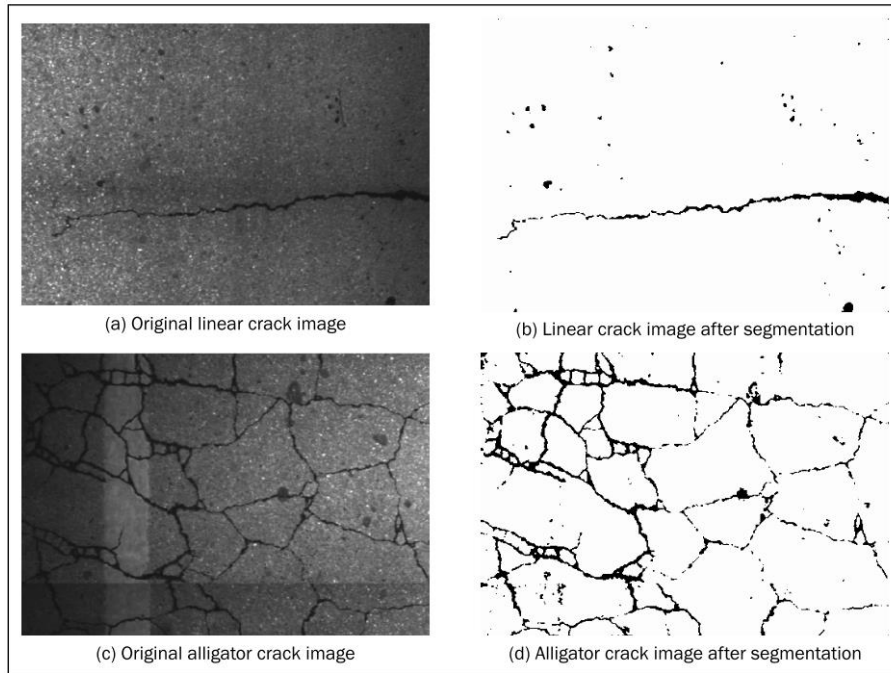 (a) Original linear crack image
(b) Linear crack image after segmentation
(c) Original alligator crack image
(d) Alligator crack image after segmentation